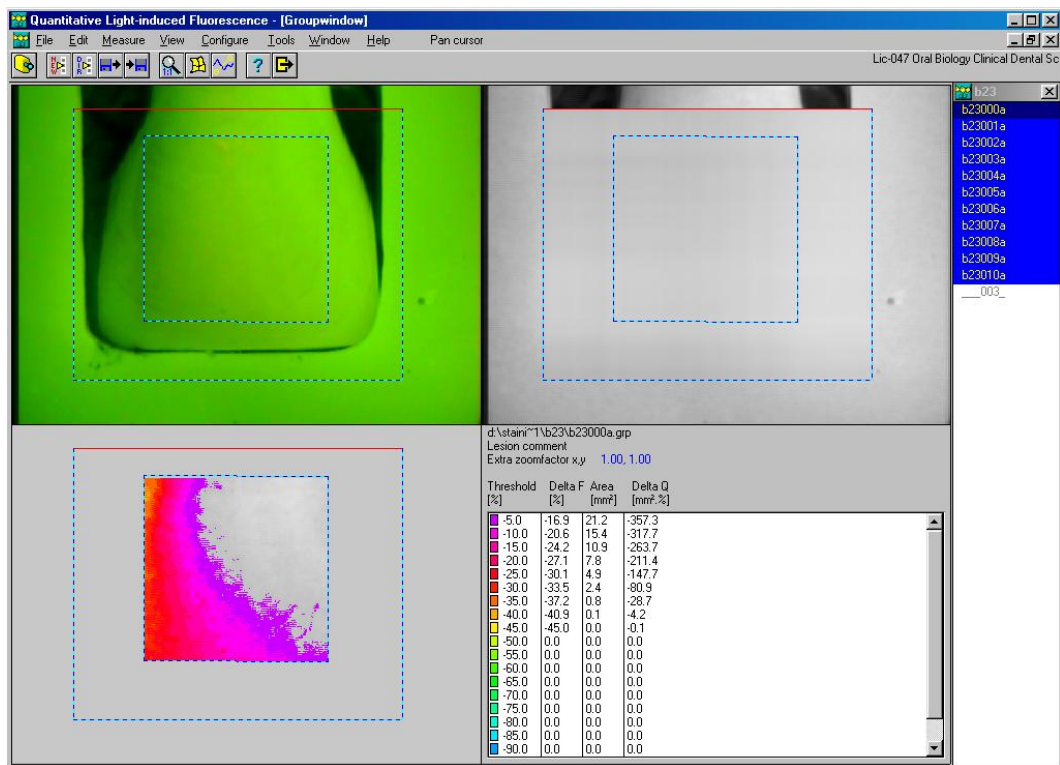 Quantitative Light-induced Fluorescence - [Groupwindow]
File Edit Measure View Configure Tools Window Help Pan cursor
Lic-047 Oral Biology Clinical Dental Sc
b23
b23000a
b23001a
b23002a
b23003a
b23004a
b23005a
b23006a
b23007a
b23008a
b23009a
b23010a
___003_
d:\staini~1\b23\b23000a.grp
Lesion comment
Extra zoomfactor x,y 1.00, 1.00
Threshold Delta F Area Delta Q
[%] [%] [mm²] [mm².%]
-5.0 -16.9 21.2 -357.3
-10.0 -20.6 15.4 -317.7
-15.0 -24.2 10.9 -263.7
-20.0 -27.1 7.8 -211.4
-25.0 -30.1 4.9 -147.7
-30.0 -33.5 2.4 -80.9
-35.0 -37.2 0.8 -28.7
-40.0 -40.9 0.1 -4.2
-45.0 -45.0 0.0 -0.1
-50.0 0.0 0.0 0.0
-55.0 0.0 0.0 0.0
-60.0 0.0 0.0 0.0
-65.0 0.0 0.0 0.0
-70.0 0.0 0.0 0.0
-75.0 0.0 0.0 0.0
-80.0 0.0 0.0 0.0
-85.0 0.0 0.0 0.0
-90.0 0.0 0.0 0.0